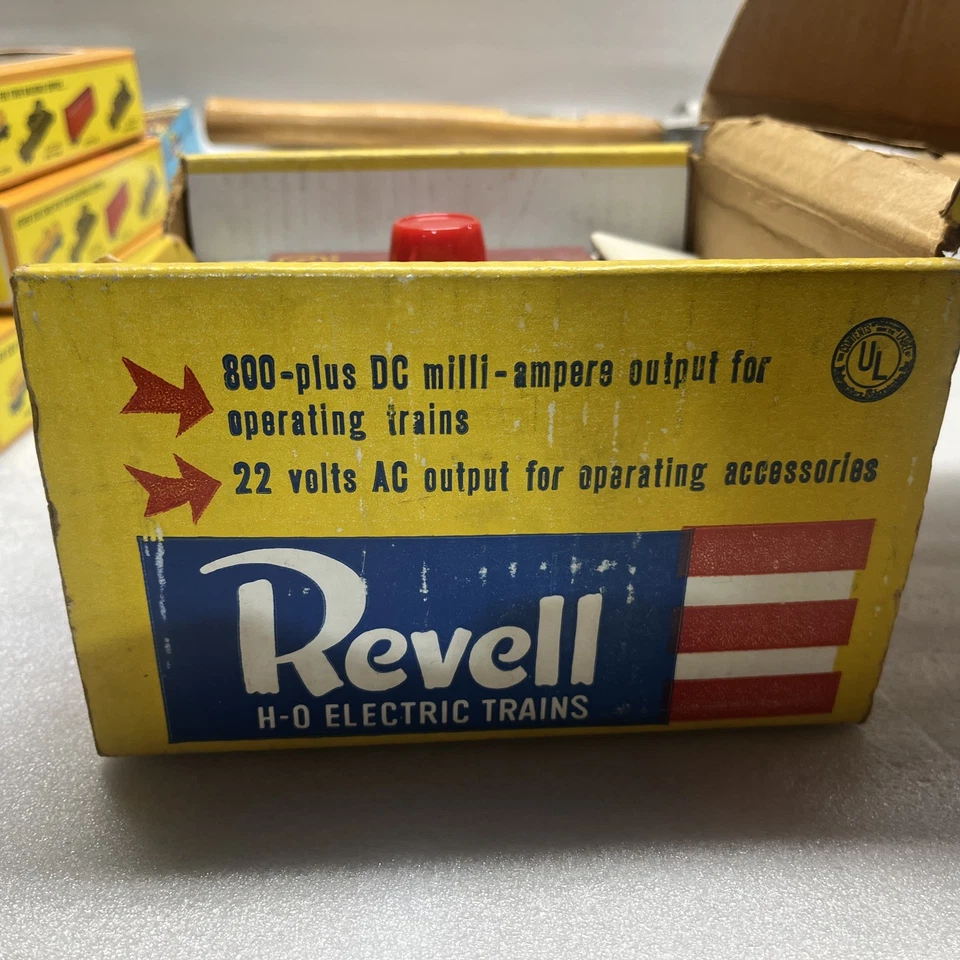 800-plus DC milli-ampere output for
operating trains
22 volts AC output for operating accessories
UL
Revell
H-O ELECTRIC TRAINS